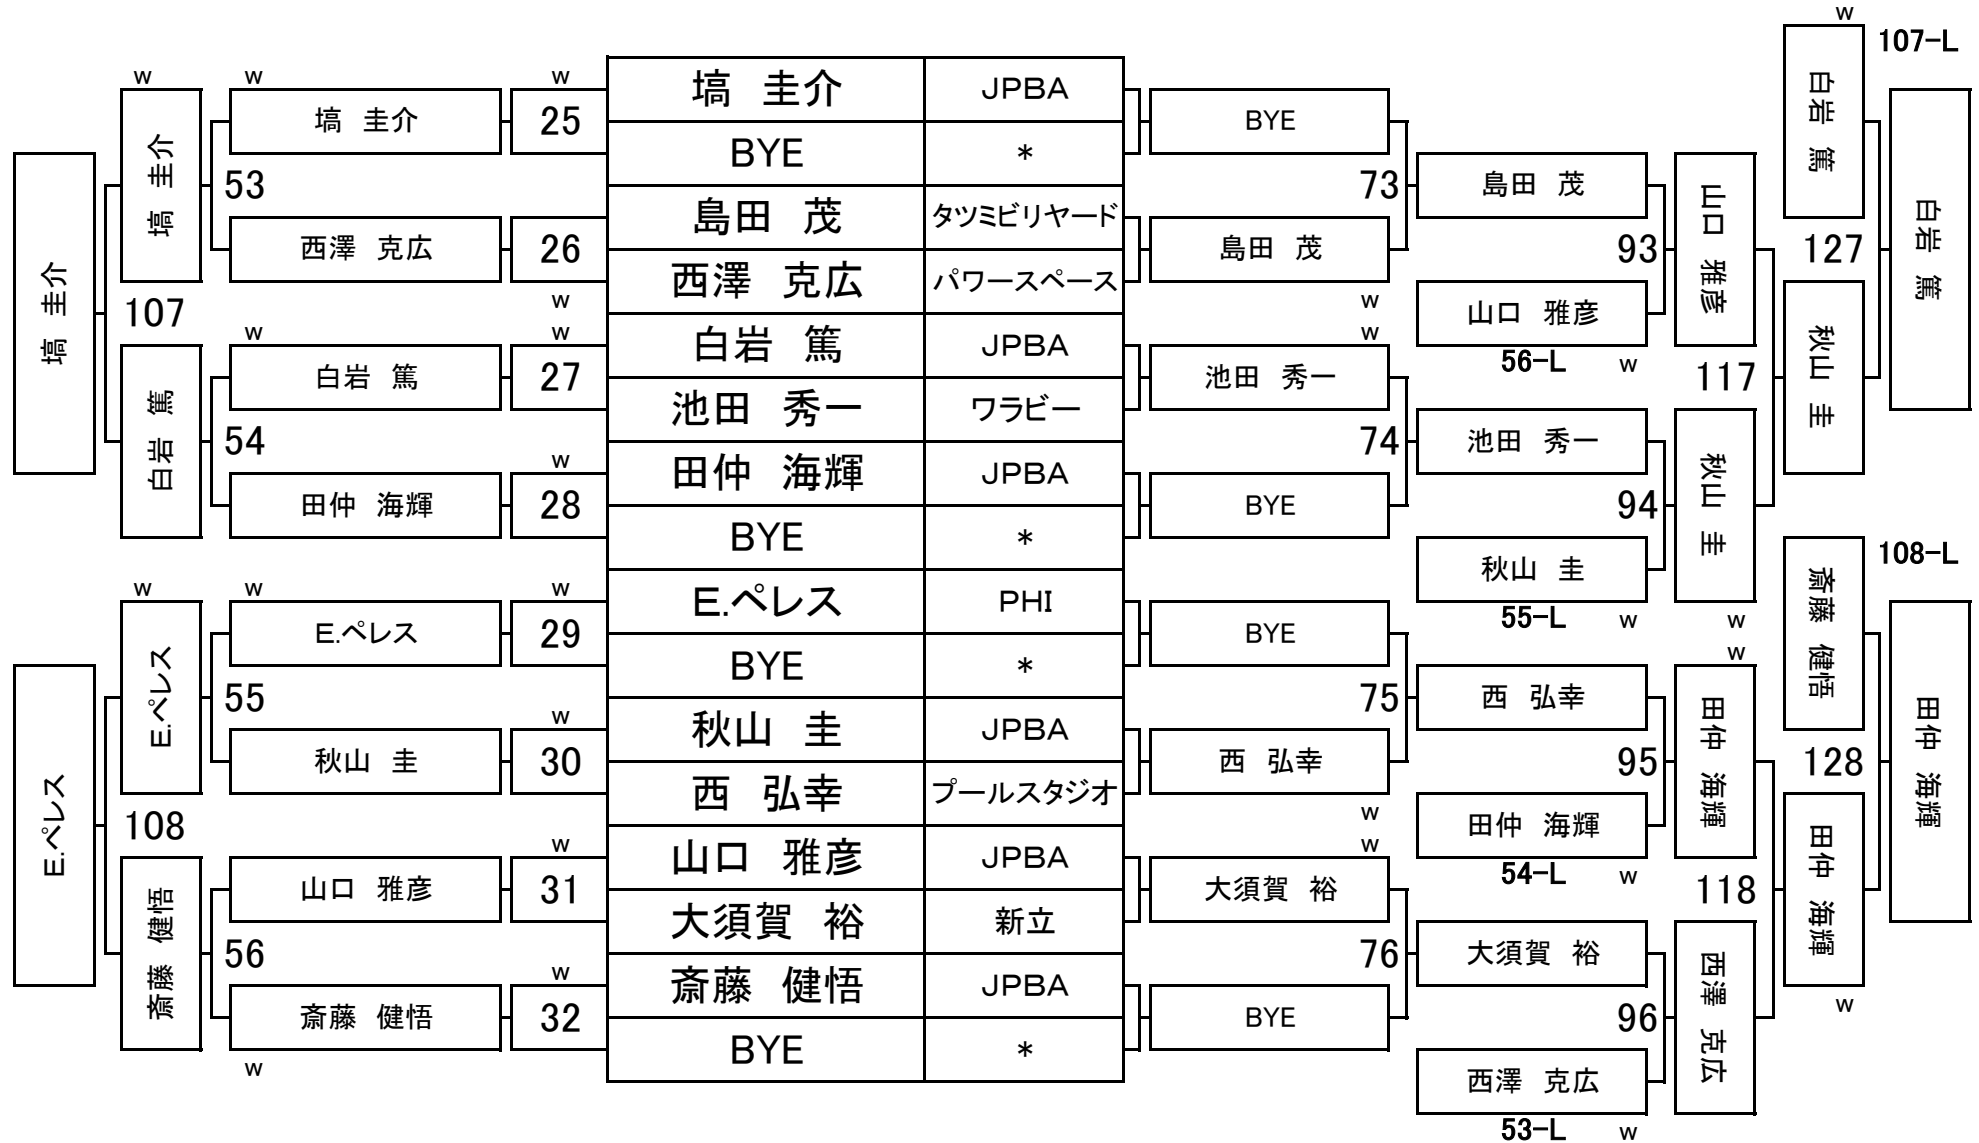 w
107-L
w w w
塙 圭介 JPBA
白岩 篤
塙 圭介 25 BYE
塙 圭介
BYE *
53 73 島田 茂
島田 茂 タツミビリヤード
山口 雅彦
白岩 篤
西澤 克広 26 島田 茂 93 127
塙 圭介
西澤 克広 パワースペース
w w
107 山口 雅彦
w w w
白岩 篤 JPBA
56-L w
秋山 圭
白岩 篤 27 池田 秀一 117
白岩 篤
池田 秀一 ワラビー
54 74 池田 秀一
w
田仲 海輝 JPBA
秋山 圭
田仲 海輝 28 BYE 94
BYE *
108-L
秋山 圭
w w w
E.ペレス PHI
55-L w w
斎藤 健悟
E.ペレス 29 BYE
w
E.ペレス
BYE *
55 75 西 弘幸
w
秋山 圭 JPBA
田仲 海輝
秋山 圭 30 西 弘幸 95 128
田仲 海輝
西 弘幸 プールスタジオ
E.ペレス
w
108 田仲 海輝
w w
山口 雅彦 JPBA
54-L w
田仲 海輝
山口 雅彦 31 大須賀 裕 118
斎藤 健悟
大須賀 裕 新立
56 76 大須賀 裕
w
斎藤 健悟 JPBA
w
西澤 克広
斎藤 健悟 32 BYE 96
BYE *
w
西澤 克広
53-L w